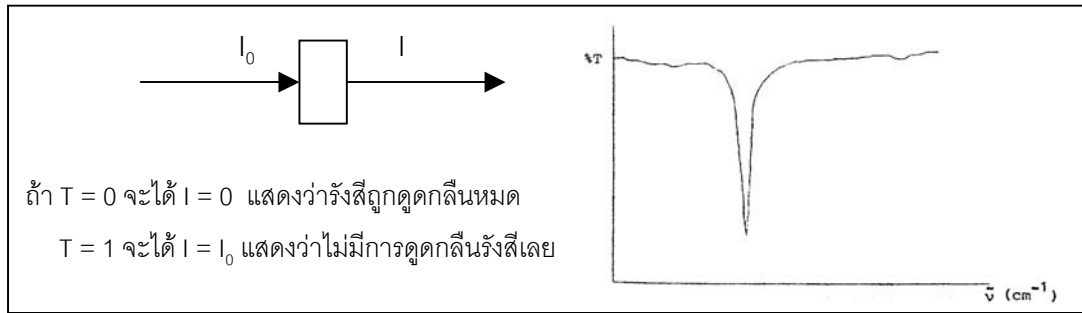 I₀ I
%T
ถ้า T = 0 จะได้ I = 0 แสดงว่ารังสีถูกดูดกลืนหมด
T = 1 จะได้ I = I₀ แสดงว่าไม่มีการดูดกลืนรังสีเลย
ṽ (cm⁻¹)